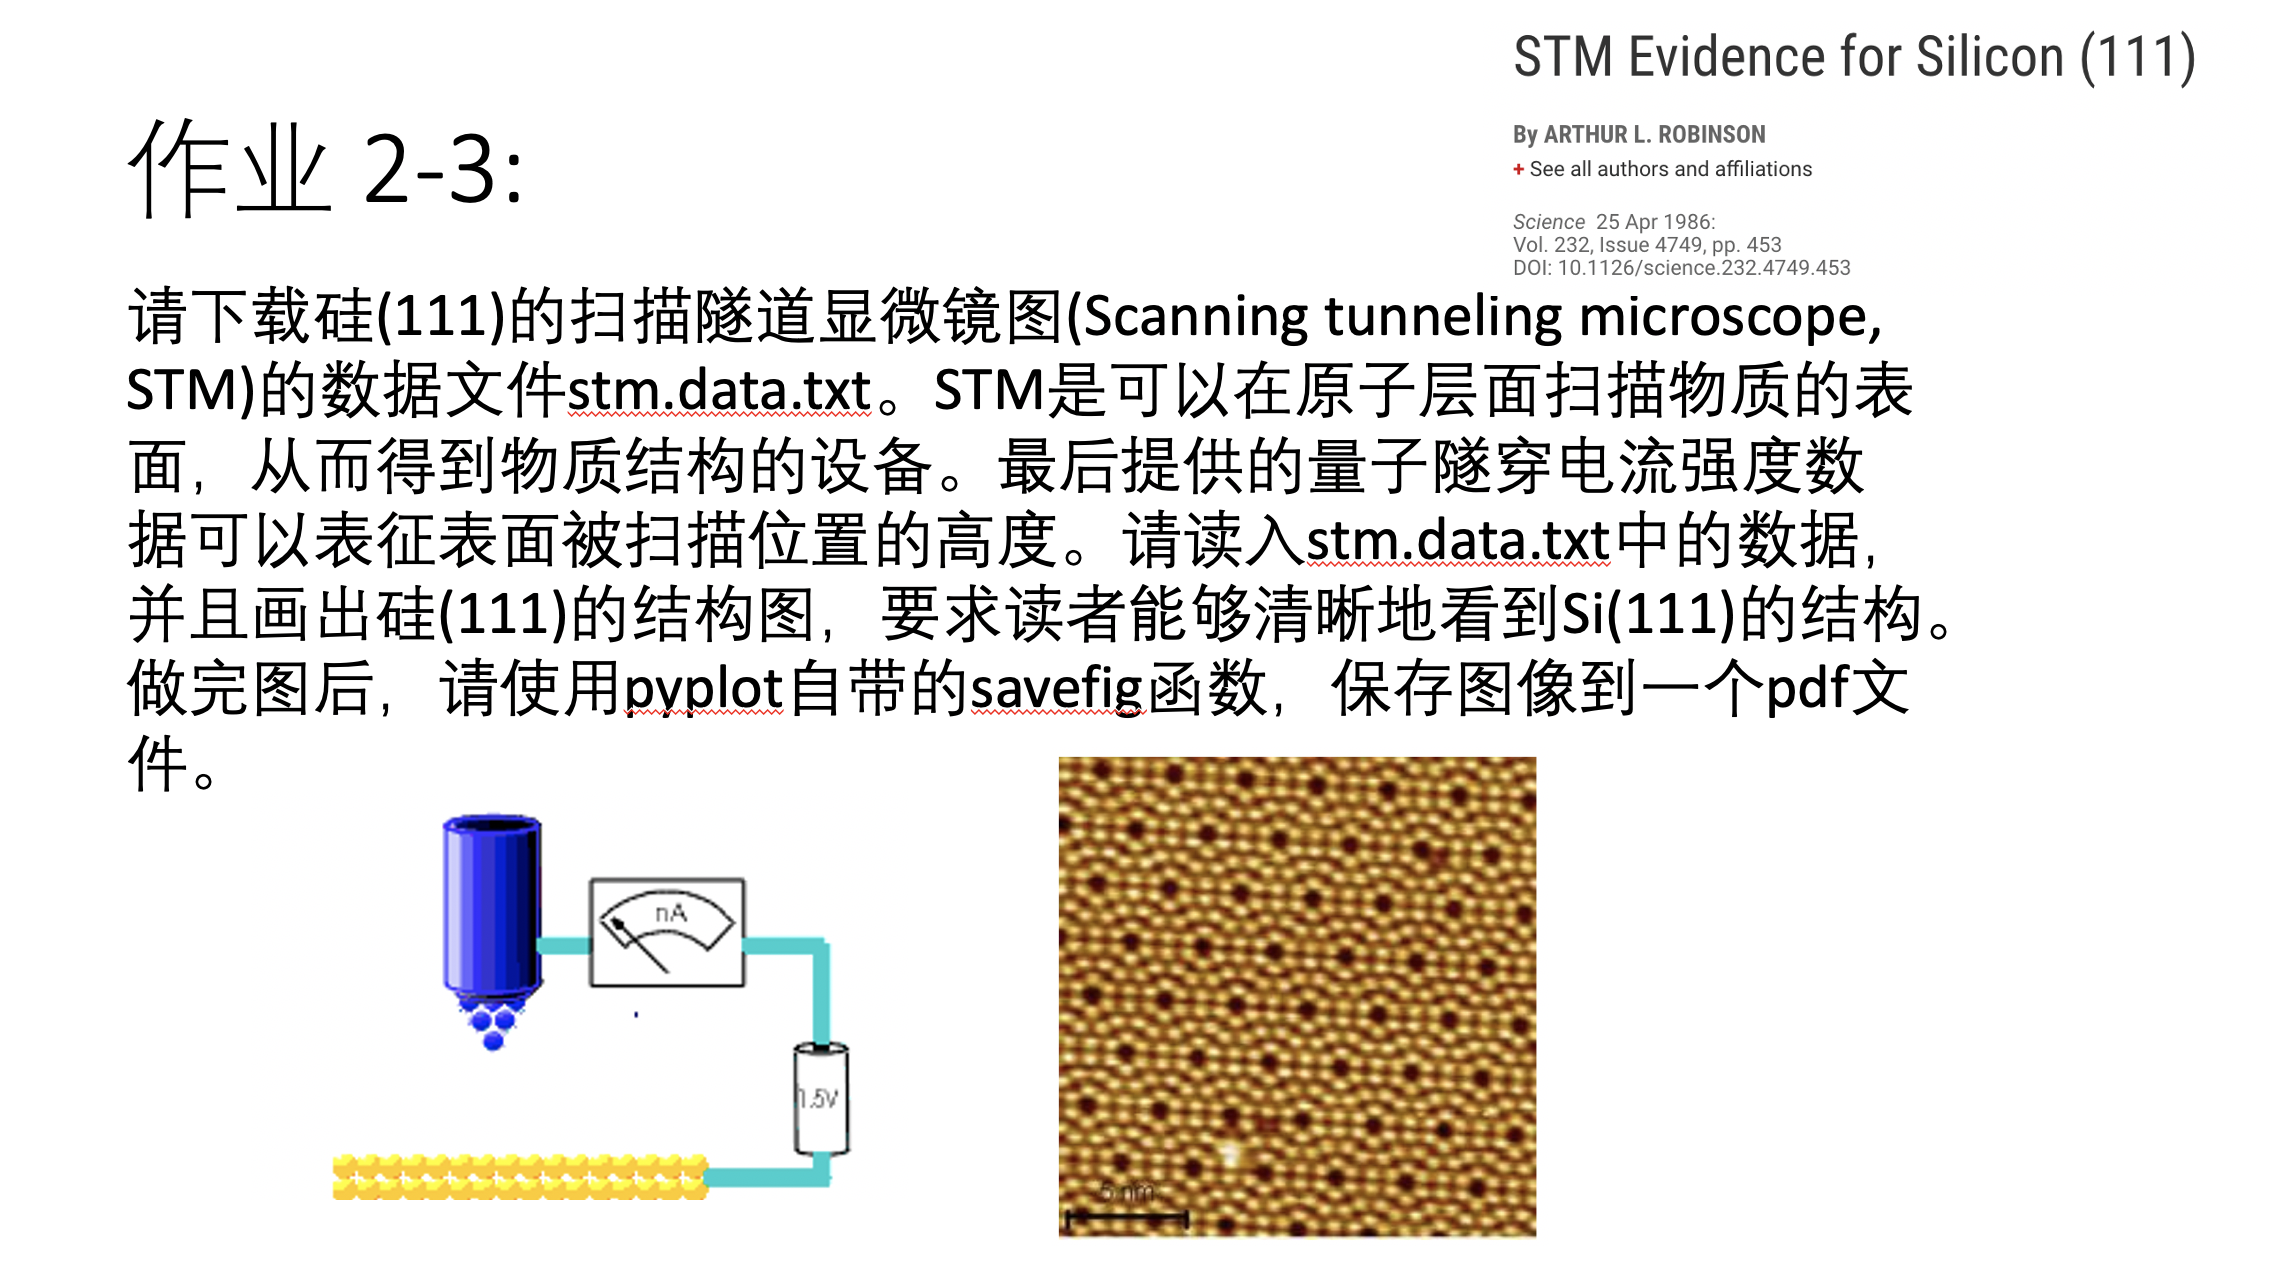 STM Evidence for Silicon (111)
By ARTHUR L. ROBINSON
+ See all authors and affiliations
Science 25 Apr 1986:
Vol. 232, Issue 4749, pp. 453
DOI: 10.1126/science.232.4749.453
作业 2-3:
请下载硅(111)的扫描隧道显微镜图(Scanning tunneling microscope,
STM)的数据文件stm.data.txt。STM是可以在原子层面扫描物质的表
面，从而得到物质结构的设备。最后提供的量子隧穿电流强度数
据可以表征表面被扫描位置的高度。请读入stm.data.txt中的数据，
并且画出硅(111)的结构图，要求读者能够清晰地看到Si(111)的结构。
做完图后，请使用pyplot自带的savefig函数，保存图像到一个pdf文
件。
nA
1.5V
5 nm